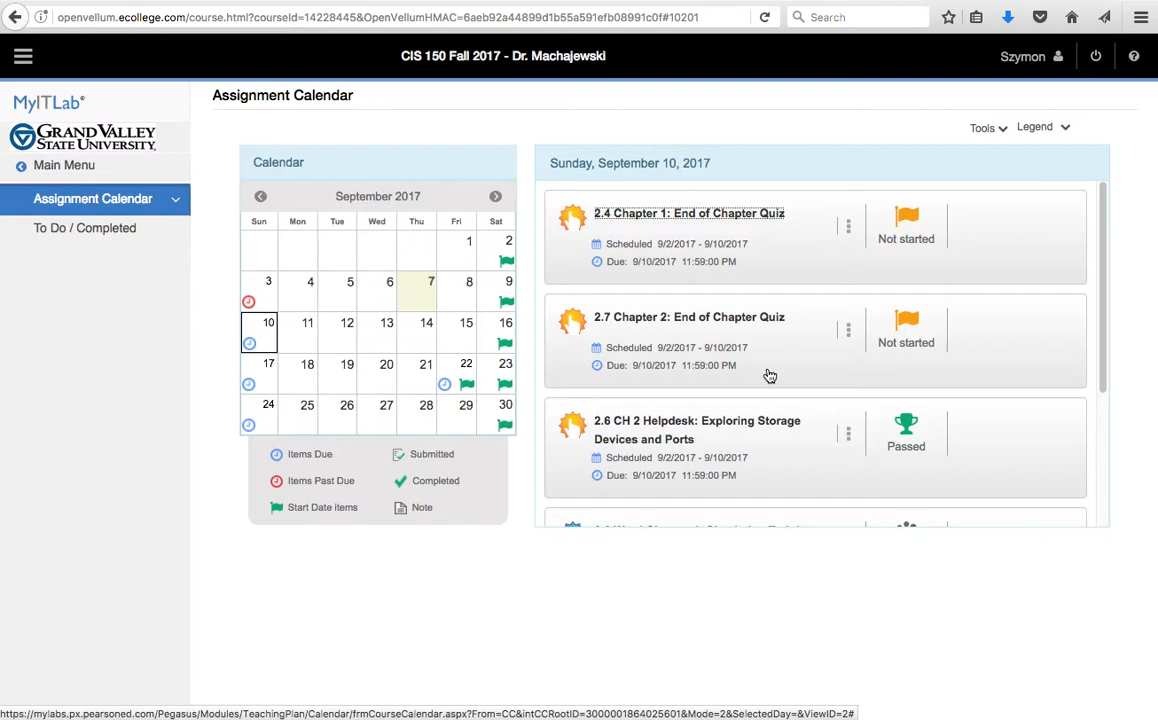 openvellum.ecollege.com/course.html?courseId=14228445&OpenVellumHMAC=6aeb92a44899d1b55a591efb08991c0f#10201
Search
CIS 150 Fall 2017 - Dr. Machajewski
Szymon
MyITLab®
GRAND VALLEY
STATE UNIVERSITY
Main Menu
Assignment Calendar
To Do / Completed
Assignment Calendar
Tools
Legend
Calendar
September 2017
Sun Mon Tue Wed Thu Fri Sat
1 2
3 4 5 6 7 8 9
10 11 12 13 14 15 16
17 18 19 20 21 22 23
24 25 26 27 28 29 30
Items Due
Submitted
Items Past Due
Completed
Start Date items
Note
Sunday, September 10, 2017
2.4 Chapter 1: End of Chapter Quiz
Scheduled 9/2/2017 - 9/10/2017
Due: 9/10/2017 11:59:00 PM
Not started
2.7 Chapter 2: End of Chapter Quiz
Scheduled 9/2/2017 - 9/10/2017
Due: 9/10/2017 11:59:00 PM
Not started
2.6 CH 2 Helpdesk: Exploring Storage
Devices and Ports
Scheduled 9/2/2017 - 9/10/2017
Due: 9/10/2017 11:59:00 PM
Passed
https://mylabs.px.pearsoned.com/Pegasus/Modules/TeachingPlan/Calendar/frmCourseCalendar.aspx?From=CC&intCCRootID=3000001864025601&Mode=2&SelectedDay=&ViewID=2#